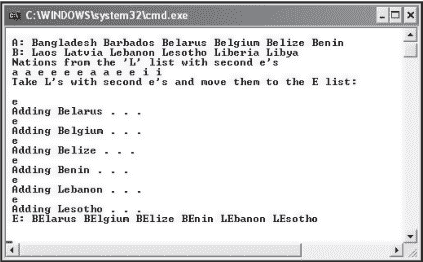 C:\WINDOWS\system32\cmd.exe
A: Bangladesh Barbados Belarus Belgium Belize Benin
B: Laos Latvia Lebanon Lesotho Liberia Libya
Nations from the 'L' list with second e's
a a e e e e a a e e i i
Take L's with second e's and move them to the E list:
e
Adding Belarus . . .
e
Adding Belgium . . .
e
Adding Belize . . .
e
Adding Benin . . .
e
Adding Lebanon . . .
e
Adding Lesotho . . .
E: BElarus BElgium BElize BEnin LEbanon LEsotho